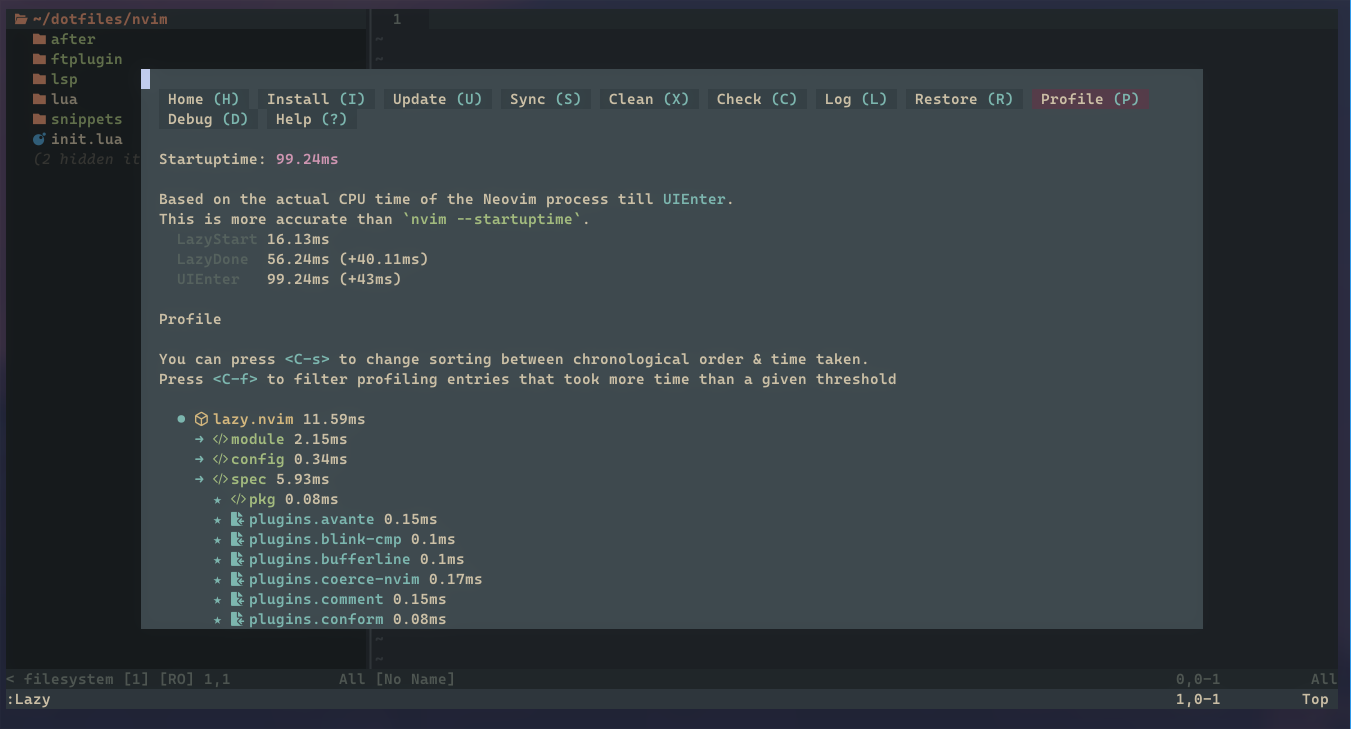 ~/dotfiles/nvim
1
after
ftplugin
lsp
lua
snippets
init.lua
(2 hidden it
Home (H) Install (I) Update (U) Sync (S) Clean (X) Check (C) Log (L) Restore (R) Profile (P)
Debug (D) Help (?)
Startuptime: 99.24ms
Based on the actual CPU time of the Neovim process till UIEnter.
This is more accurate than `nvim --startuptime`.
LazyStart 16.13ms
LazyDone 56.24ms (+40.11ms)
UIEnter 99.24ms (+43ms)
Profile
You can press <C-s> to change sorting between chronological order & time taken.
Press <C-f> to filter profiling entries that took more time than a given threshold
● lazy.nvim 11.59ms
→ </> module 2.15ms
→ </> config 0.34ms
→ </> spec 5.93ms
★ </> pkg 0.08ms
★ plugins.avante 0.15ms
★ plugins.blink-cmp 0.1ms
★ plugins.bufferline 0.1ms
★ plugins.coerce-nvim 0.17ms
★ plugins.comment 0.15ms
★ plugins.conform 0.08ms
< filesystem [1] [RO] 1,1 All [No Name] 0,0-1 All
:Lazy 1,0-1 Top